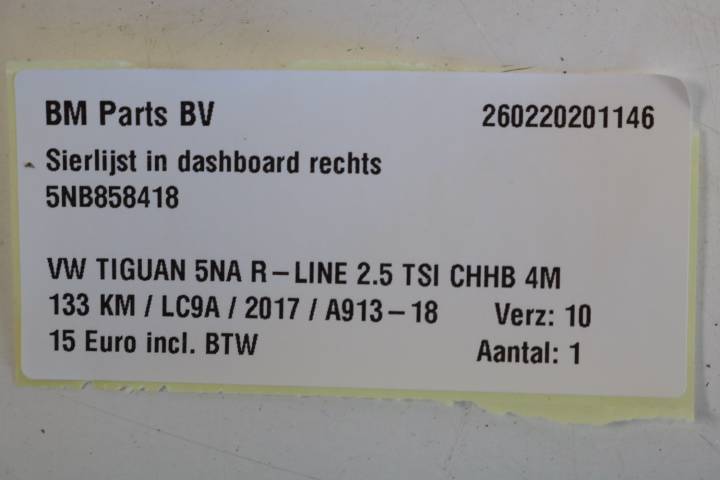 BM Parts BV 260220201146
Sierlijst in dashboard rechts
5NB858418
VW TIGUAN 5NA R-LINE 2.5 TSI CHHB 4M
133 KM / LC9A / 2017 / A913-18 Verz: 10
15 Euro incl. BTW Aantal: 1